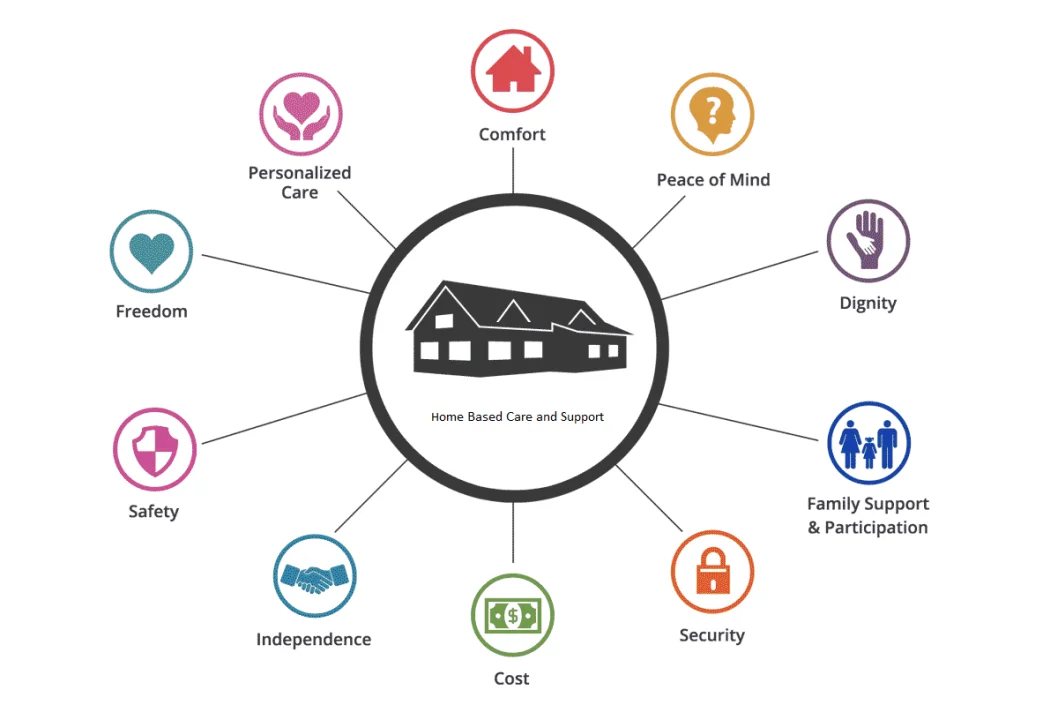 Comfort
Peace of Mind
Dignity
Family Support
& Participation
Security
Cost
Independence
Safety
Freedom
Personalized
Care
Home Based Care and Support
?
$